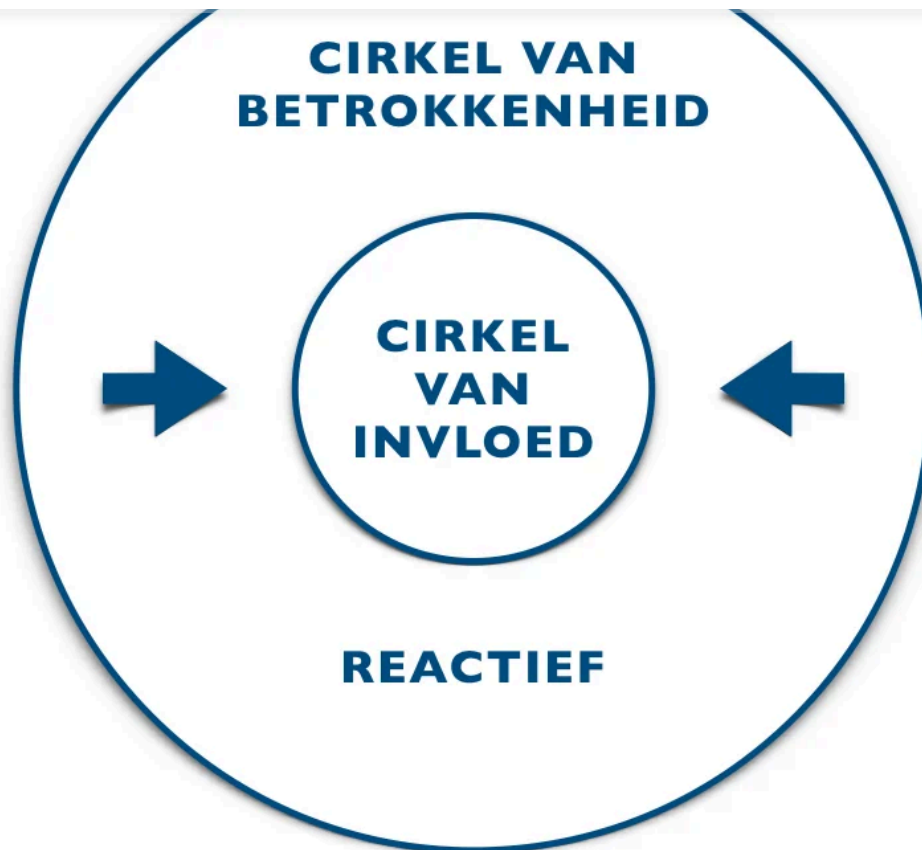 CIRKEL VAN
BETROKKENHEID
CIRKEL
VAN
INVLOED
REACTIEF